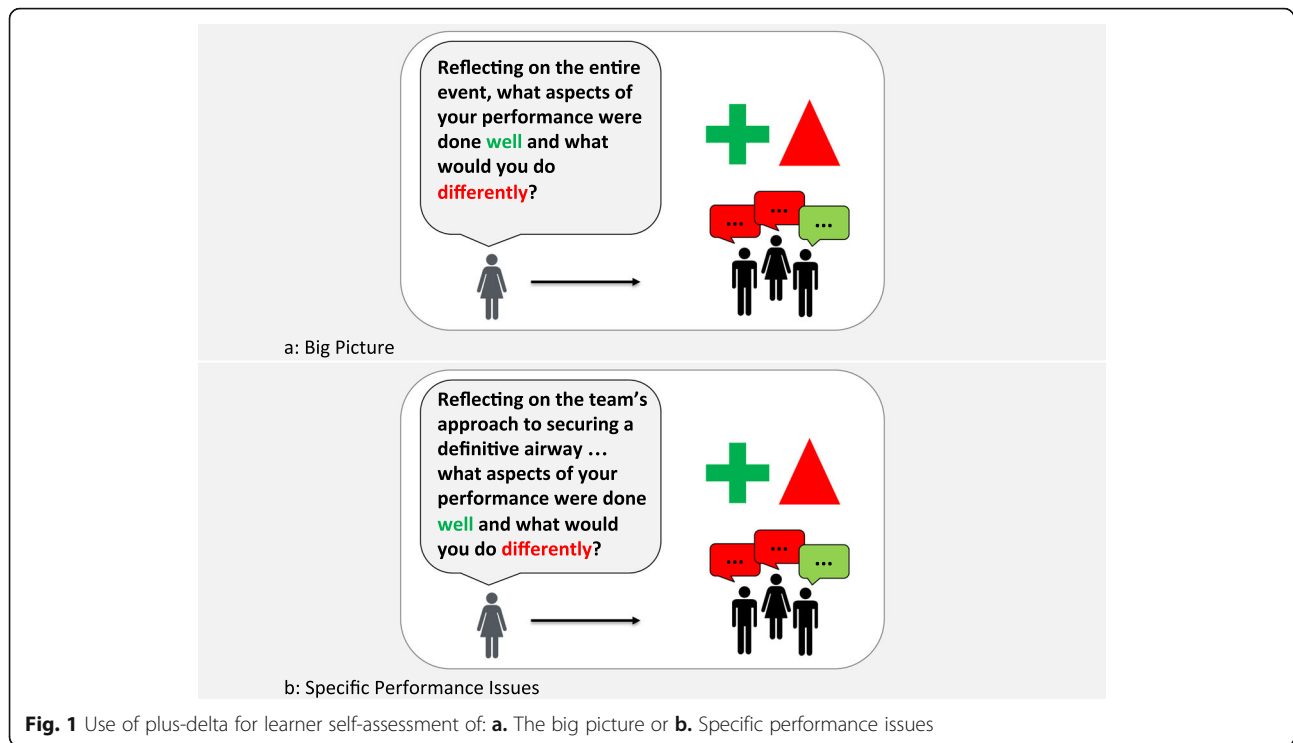 Reflecting on the entire
event, what aspects of
your performance were
done well and what
would you do
differently?
...
...
...
a: Big Picture
Reflecting on the team's
approach to securing a
definitive airway ...
what aspects of your
performance were done
well and what would
you do differently?
...
...
...
b: Specific Performance Issues
Fig. 1 Use of plus-delta for learner self-assessment of: a. The big picture or b. Specific performance issues